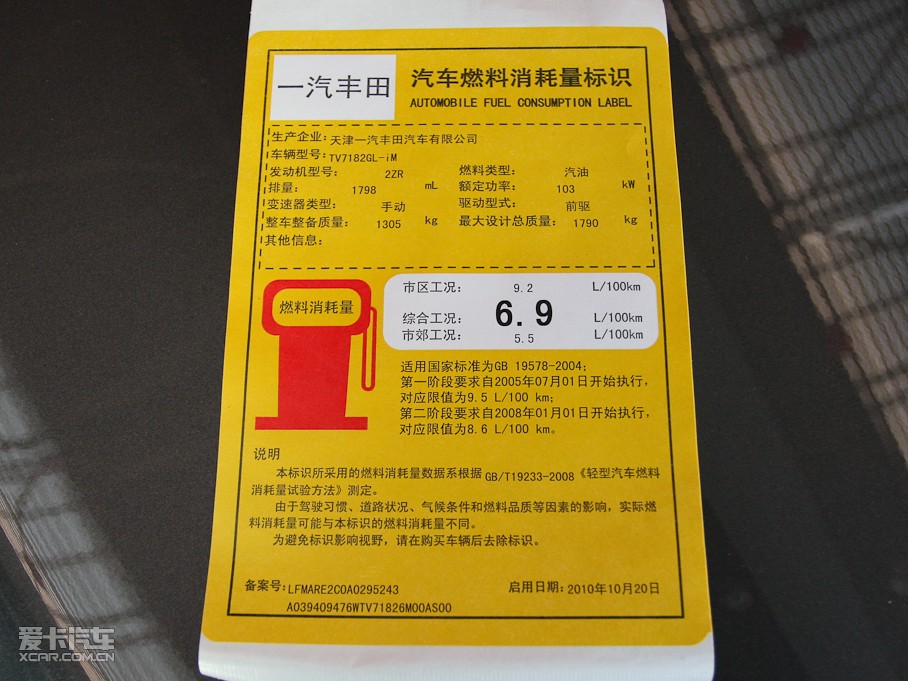 一汽丰田
汽车燃料消耗量标识
AUTOMOBILE FUEL CONSUMPTION LABEL
生产企业：天津一汽丰田汽车有限公司
车辆型号：TV7182GL-iM
发动机型号： 2ZR 燃料类型： 汽油
排量： 1798 mL 额定功率： 103 kW
变速器类型： 手动 驱动型式： 前驱
整车整备质量： 1305 kg 最大设计总质量： 1790 kg
其他信息：
燃料消耗量
市区工况： 9.2 L/100km
综合工况： 6.9 L/100km
市郊工况： 5.5 L/100km
适用国家标准为GB 19578-2004；
第一阶段要求自2005年07月01日开始执行，
对应限值为9.5 L/100 km；
第二阶段要求自2008年01月01日开始执行，
对应限值为8.6 L/100 km。
说明
本标识所采用的燃料消耗量数据系根据GB/T19233-2008《轻型汽车燃料
消耗量试验方法》测定。
由于驾驶习惯、道路状况、气候条件和燃料品质等因素的影响，实际燃
料消耗量可能与本标识的燃料消耗量不同。
为避免标识影响视野，请在购买车辆后去除标识。
备案号：LFMARE2C0A0295243 启用日期：2010年10月20日
A039409476WTV71826M00AS00
爱卡汽车
XCAR.COM.CN